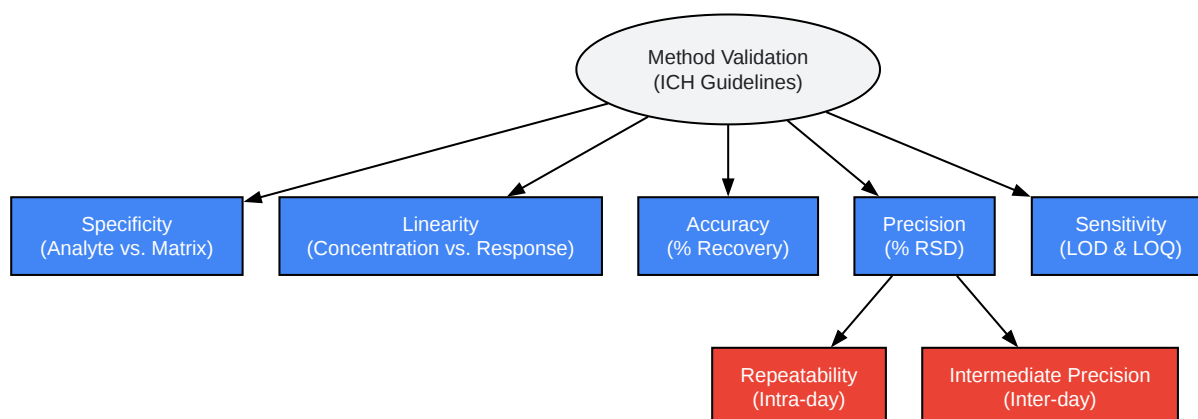 Method Validation
(ICH Guidelines)
Specificity
(Analyte vs. Matrix)
Linearity
(Concentration vs. Response)
Accuracy
(% Recovery)
Precision
(% RSD)
Sensitivity
(LOD & LOQ)
Repeatability
(Intra-day)
Intermediate Precision
(Inter-day)